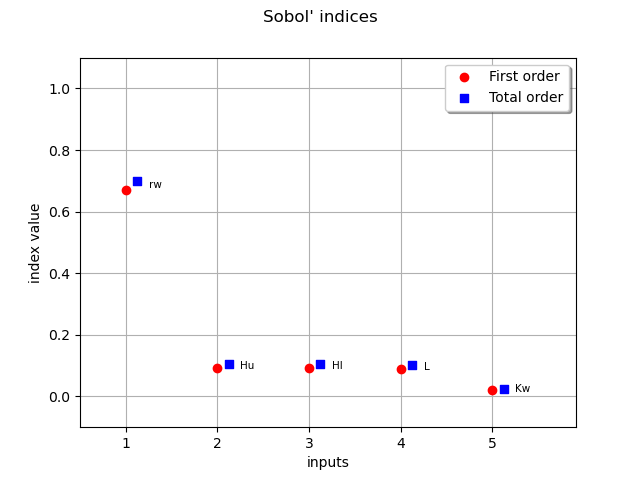 Sobol' indices
First order
Total order
1.0
0.8
0.6
0.4
0.2
0.0
index value
rw
Hu
Hl
L
Kw
1 2 3 4 5
inputs